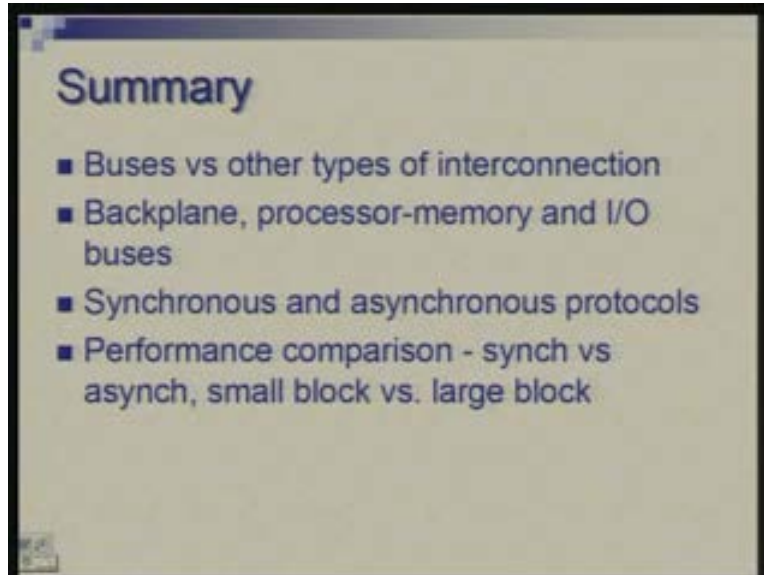 Summary
Buses vs other types of interconnection
Backplane, processor-memory and I/O
buses
Synchronous and asynchronous protocols
Performance comparison - synch vs
asynch, small block vs. large block